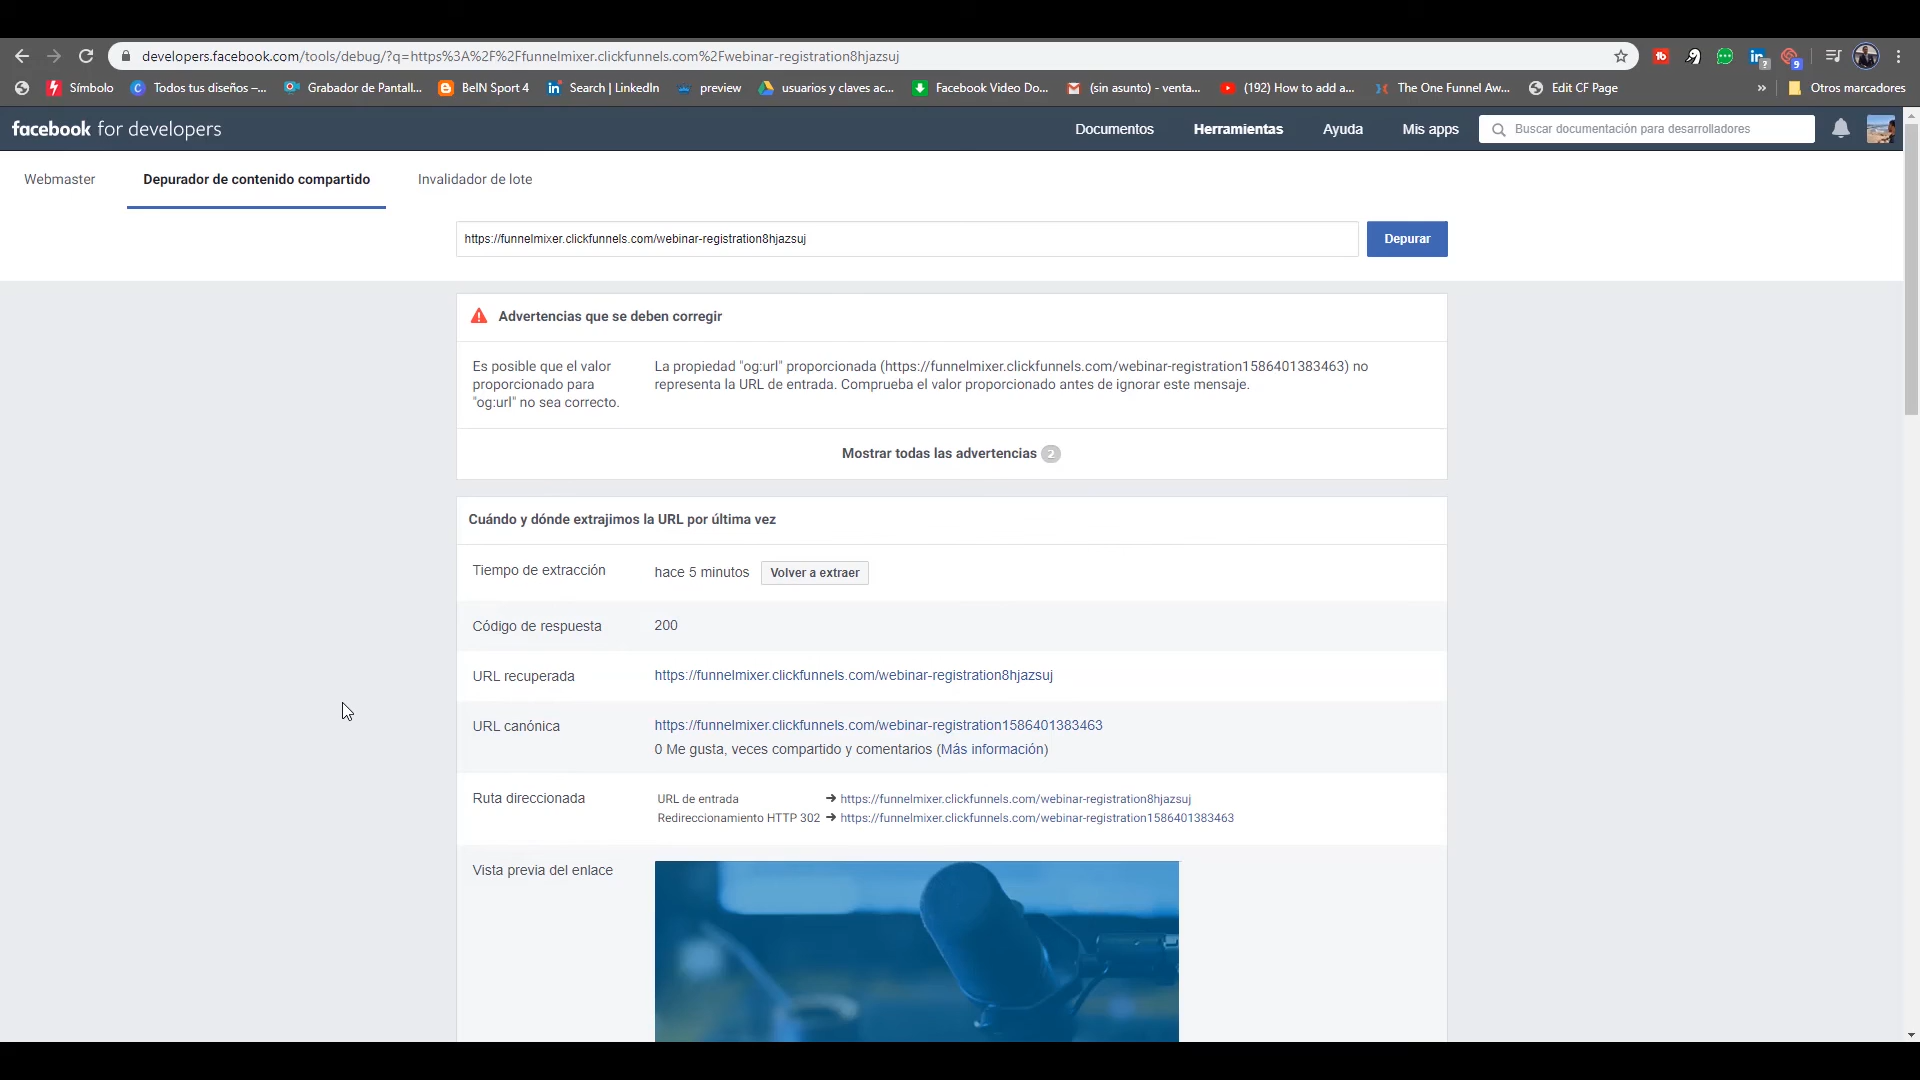 developers.facebook.com/tools/debug/?q=https%3A%2F%2Ffunnelmixer.clickfunnels.com%2Fwebinar-registration8hjazsuj
Símbolo
Todos tus diseños –...
Grabador de Pantall...
BeIN Sport 4
Search | LinkedIn
preview
usuarios y claves ac...
Facebook Video Do...
(sin asunto) - venta...
(192) How to add a...
The One Funnel Aw...
Edit CF Page
»
Otros marcadores
facebook for developers
Documentos
Herramientas
Ayuda
Mis apps
Buscar documentación para desarrolladores
Webmaster
Depurador de contenido compartido
Invalidador de lote
https://funnelmixer.clickfunnels.com/webinar-registration8hjazsuj
Depurar
Advertencias que se deben corregir
Es posible que el valor
proporcionado para
"og:url" no sea correcto.
La propiedad "og:url" proporcionada (https://funnelmixer.clickfunnels.com/webinar-registration1586401383463) no
representa la URL de entrada. Comprueba el valor proporcionado antes de ignorar este mensaje.
Mostrar todas las advertencias 2
Cuándo y dónde extrajimos la URL por última vez
Tiempo de extracción
hace 5 minutos
Volver a extraer
Código de respuesta
200
URL recuperada
https://funnelmixer.clickfunnels.com/webinar-registration8hjazsuj
URL canónica
https://funnelmixer.clickfunnels.com/webinar-registration1586401383463
0 Me gusta, veces compartido y comentarios (Más información)
Ruta direccionada
URL de entrada ➔ https://funnelmixer.clickfunnels.com/webinar-registration8hjazsuj
Redireccionamiento HTTP 302 ➔ https://funnelmixer.clickfunnels.com/webinar-registration1586401383463
Vista previa del enlace